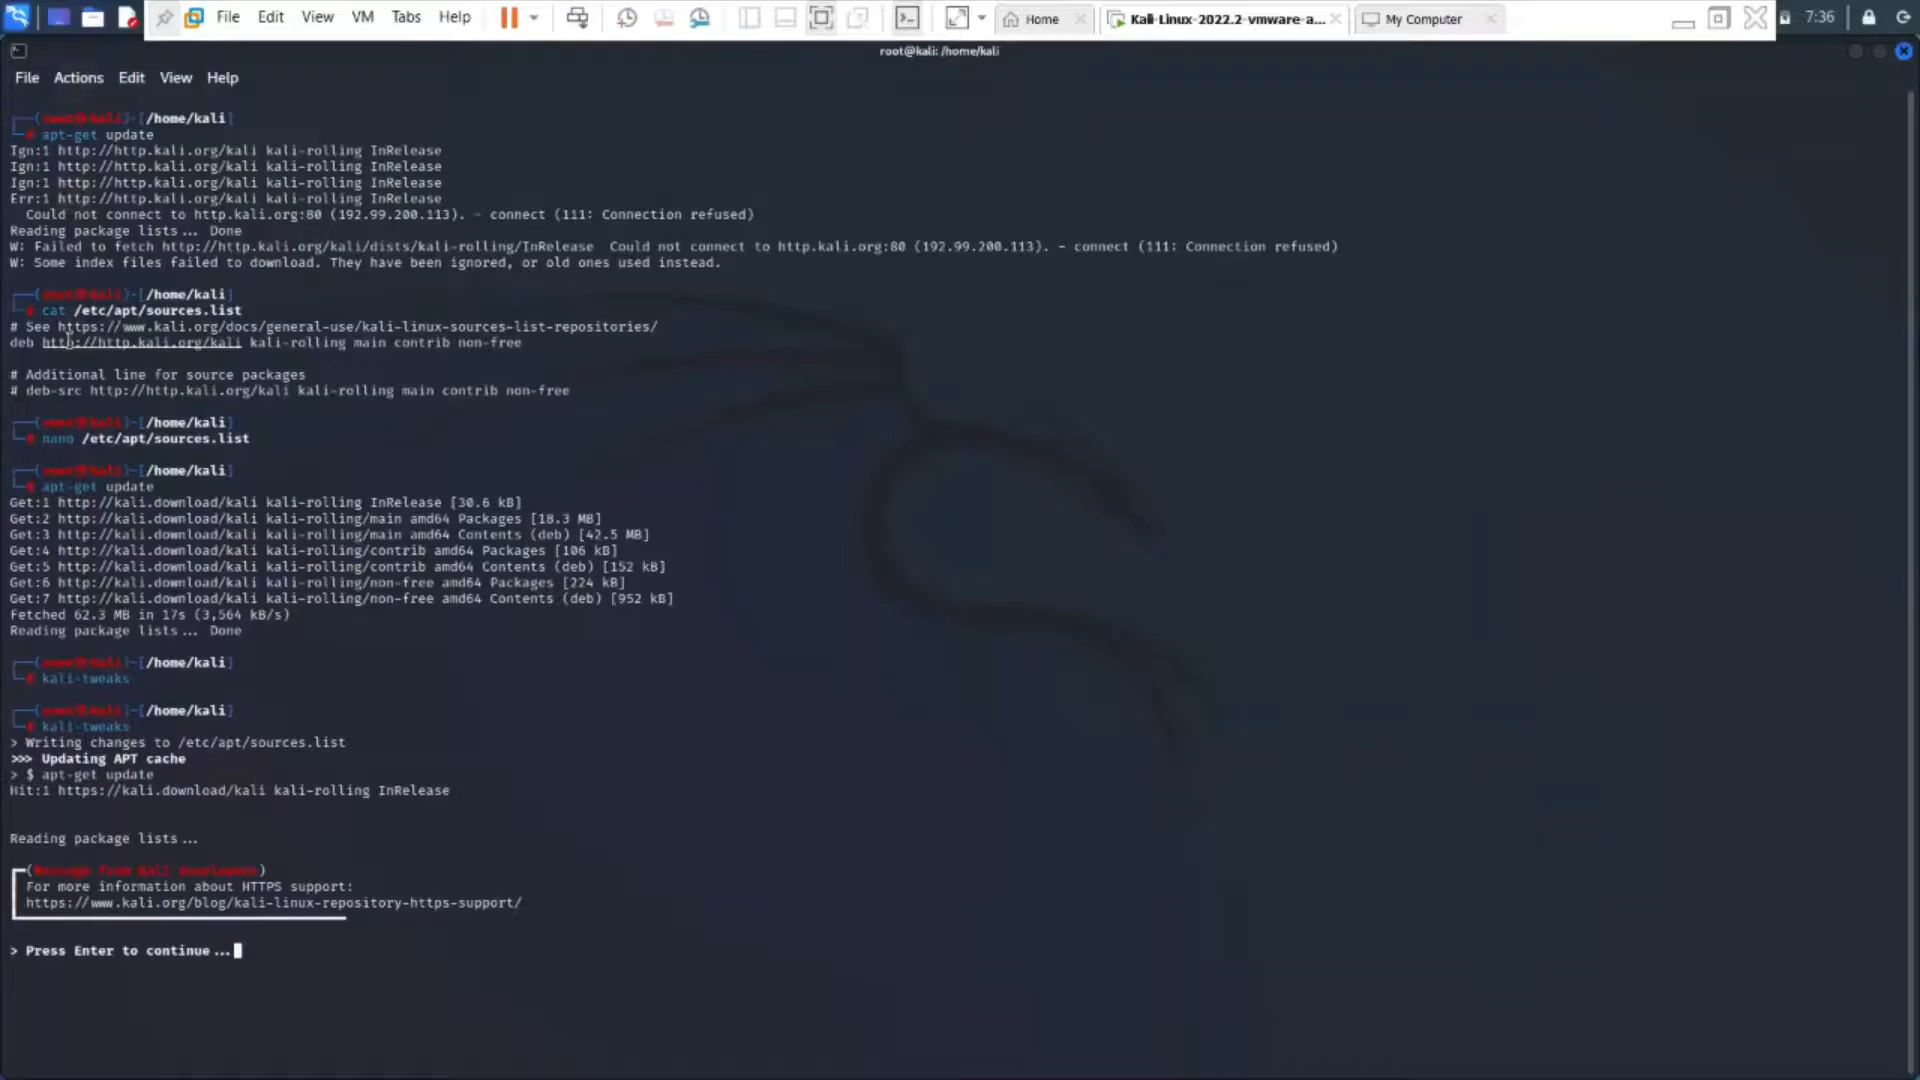 File Edit View VM Tabs Help Home Kali-Linux-2022.2-vmware-a... My Computer 7:36
root@kali: /home/kali
File Actions Edit View Help
(root㉿kali)-[/home/kali]
# apt-get update
Ign:1 http://http.kali.org/kali kali-rolling InRelease
Ign:1 http://http.kali.org/kali kali-rolling InRelease
Ign:1 http://http.kali.org/kali kali-rolling InRelease
Err:1 http://http.kali.org/kali kali-rolling InRelease
Could not connect to http.kali.org:80 (192.99.200.113). - connect (111: Connection refused)
Reading package lists... Done
W: Failed to fetch http://http.kali.org/kali/dists/kali-rolling/InRelease Could not connect to http.kali.org:80 (192.99.200.113). - connect (111: Connection refused)
W: Some index files failed to download. They have been ignored, or old ones used instead.
(root㉿kali)-[/home/kali]
# cat /etc/apt/sources.list
# See https://www.kali.org/docs/general-use/kali-linux-sources-list-repositories/
deb http://http.kali.org/kali kali-rolling main contrib non-free
# Additional line for source packages
# deb-src http://http.kali.org/kali kali-rolling main contrib non-free
(root㉿kali)-[/home/kali]
# nano /etc/apt/sources.list
(root㉿kali)-[/home/kali]
# apt-get update
Get:1 http://kali.download/kali kali-rolling InRelease [30.6 kB]
Get:2 http://kali.download/kali kali-rolling/main amd64 Packages [18.3 MB]
Get:3 http://kali.download/kali kali-rolling/main amd64 Contents (deb) [42.5 MB]
Get:4 http://kali.download/kali kali-rolling/contrib amd64 Packages [106 kB]
Get:5 http://kali.download/kali kali-rolling/contrib amd64 Contents (deb) [152 kB]
Get:6 http://kali.download/kali kali-rolling/non-free amd64 Packages [224 kB]
Get:7 http://kali.download/kali kali-rolling/non-free amd64 Contents (deb) [952 kB]
Fetched 62.3 MB in 17s (3,564 kB/s)
Reading package lists... Done
(root㉿kali)-[/home/kali]
# kali-tweaks
(root㉿kali)-[/home/kali]
# kali-tweaks
> Writing changes to /etc/apt/sources.list
>>> Updating APT cache
> $ apt-get update
Hit:1 https://kali.download/kali kali-rolling InRelease
Reading package lists...
(Message from Kali developers)
For more information about HTTPS support:
https://www.kali.org/blog/kali-linux-repository-https-support/
> Press Enter to continue...